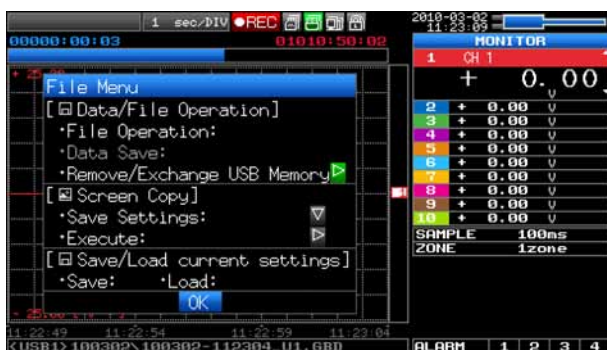 1 sec/DIV ●REC
2010-03-02
11:23:09
00000:00:03 01010:50:02
MONITOR
1 CH 1
+ 0.00
V
+ 25.00
File Menu
[Data/File Operation]
・File Operation:
・Data Save:
・Remove/Exchange USB Memory
[Screen Copy]
・Save Settings:
・Execute:
[Save/Load current settings]
・Save: ・Load:
OK
- 25.00
2 + 0.00 V
3 + 0.00 V
4 + 0.00 V
5 + 0.00 V
6 + 0.00 V
7 + 0.00 V
8 + 0.00 V
9 + 0.00 V
10 + 0.00 V
SAMPLE 100ms
ZONE 1zone
11:22:49 11:22:54 11:22:59 11:23:04
<USB1>100302\100302-112304_U1.GBD
ALARM 1 2 3 4